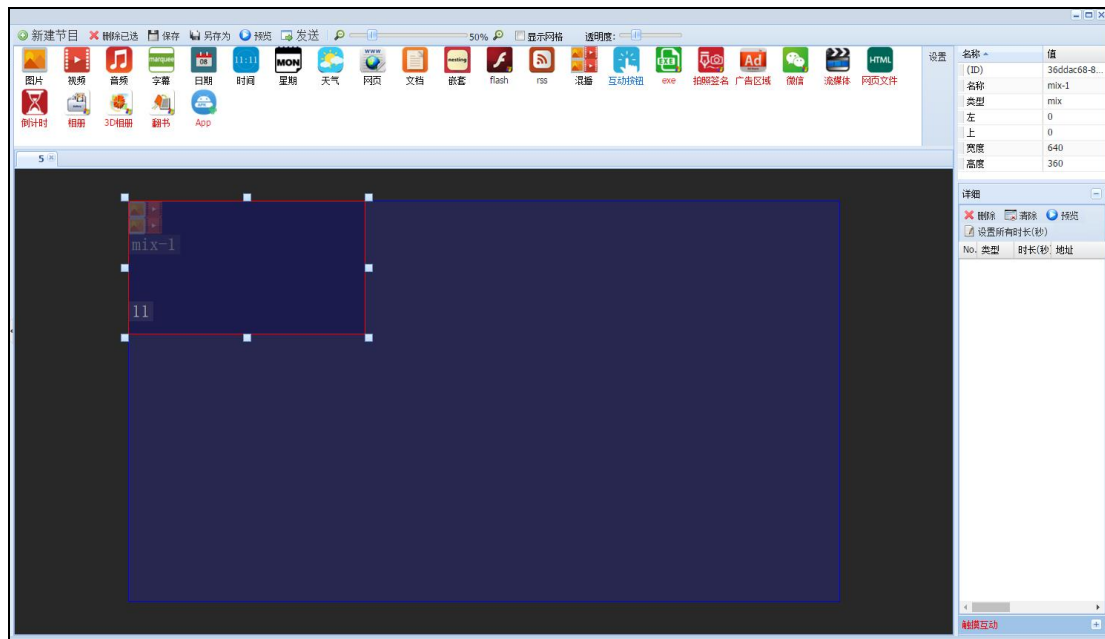 新建节目 删除已选 保存 另存为 预览 发送 50% 显示网格 透明度:
marquee 08 11:11 MON www nesting rss Ad HTML
图片 视频 音频 字幕 日期 时间 星期 天气 网页 文档 嵌套 flash rss 混播 互动按钮 exe 拍照签名 广告区域 微信 流媒体 网页文件
倒计时 相册 3D相册 翻书 App
设置
5
mix-1
11
名称 值
(ID) 36ddac68-8...
名称 mix-1
类型 mix
左 0
上 0
宽度 640
高度 360
详细
删除 清除 预览
设置所有时长(秒)
No. 类型 时长(秒) 地址
触摸互动